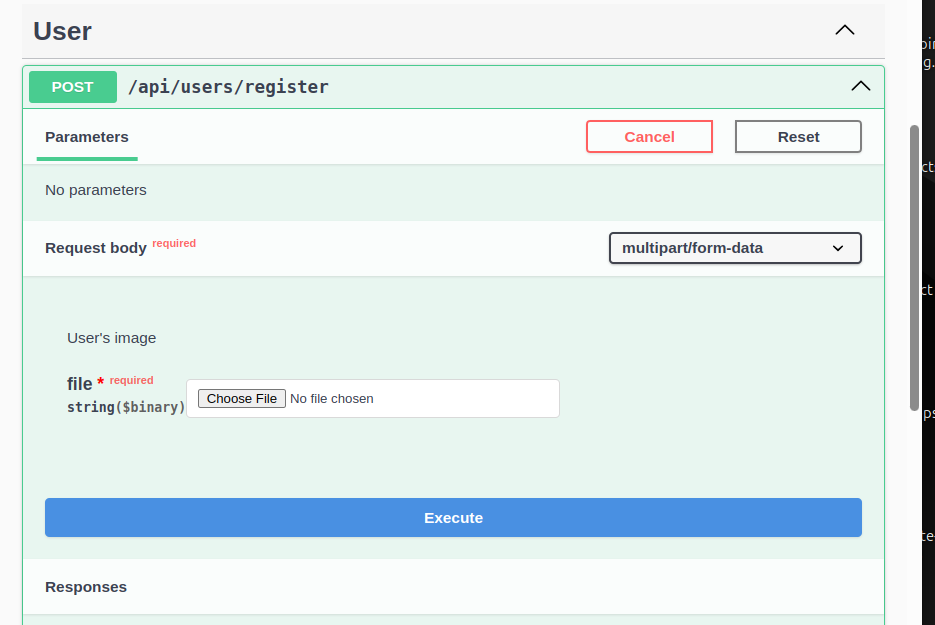 User
POST /api/users/register
Parameters
Cancel
Reset
No parameters
Request body required
multipart/form-data
User's image
file * required
string($binary)
Choose File No file chosen
Execute
Responses